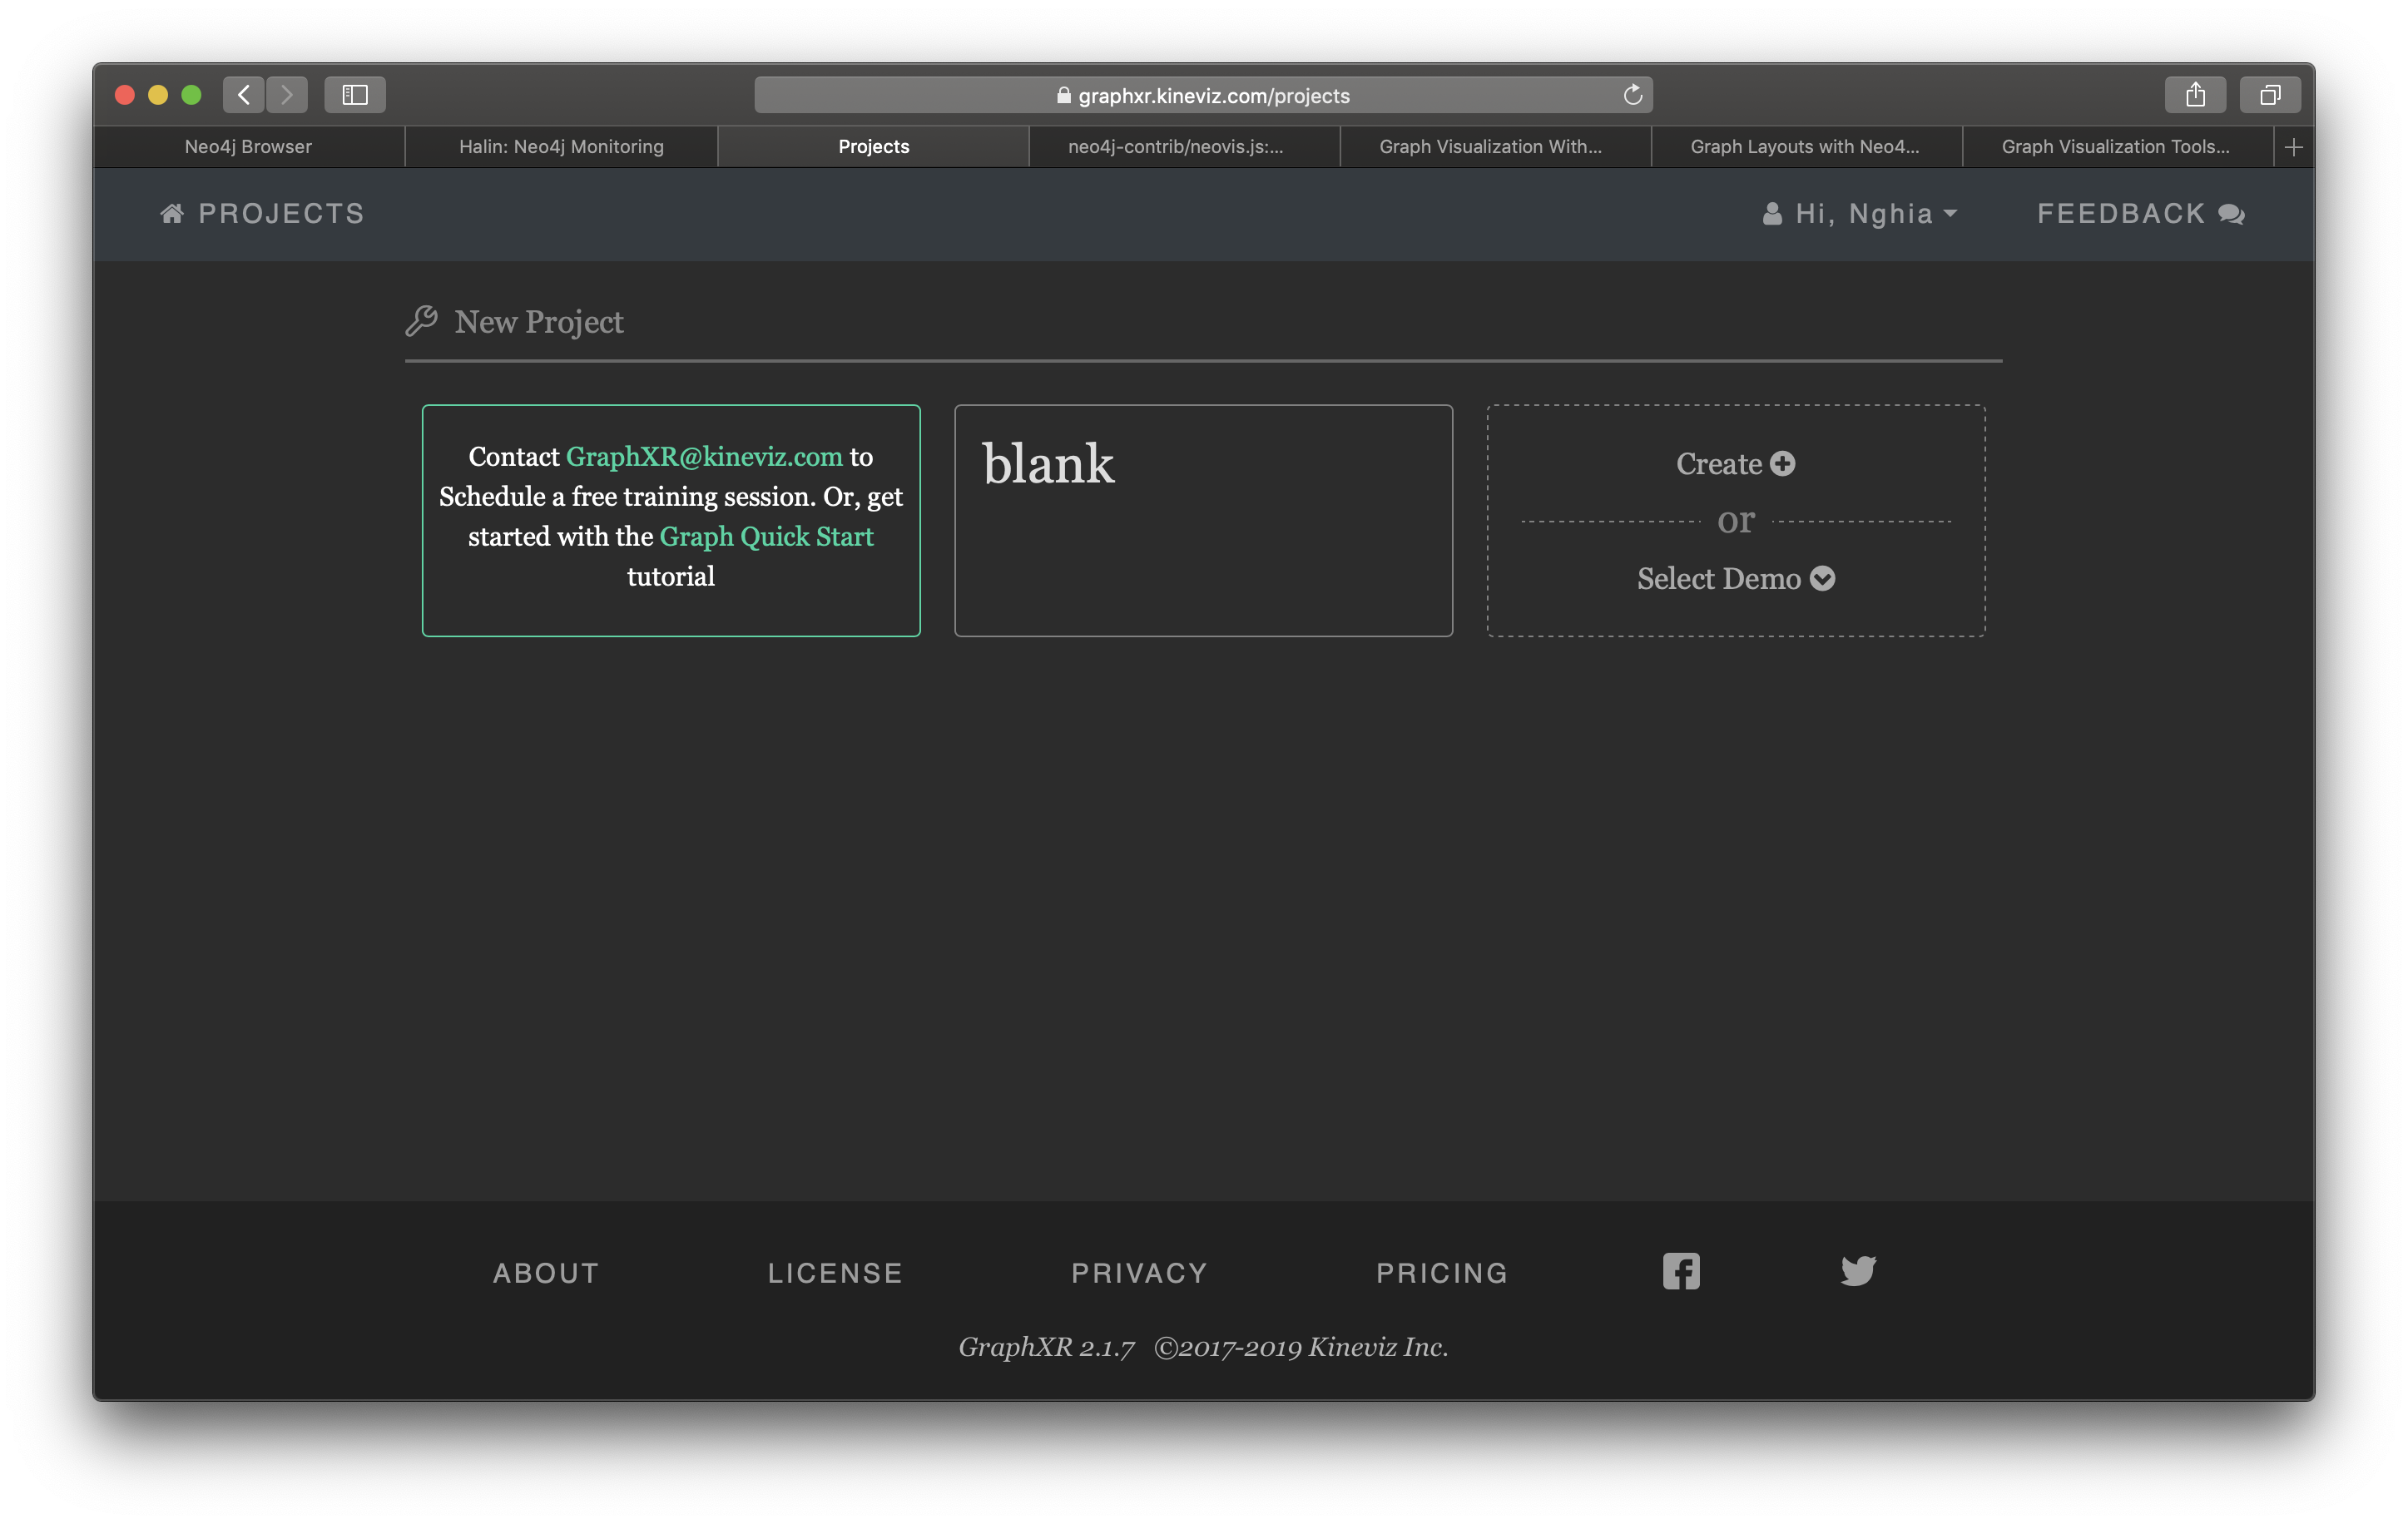 graphxr.kineviz.com/projects
Neo4j Browser
Halin: Neo4j Monitoring
Projects
neo4j-contrib/neovis.js:...
Graph Visualization With...
Graph Layouts with Neo4...
Graph Visualization Tools...
PROJECTS
Hi, Nghia
FEEDBACK
New Project
Contact GraphXR@kineviz.com to
Schedule a free training session. Or, get
started with the Graph Quick Start
tutorial
blank
Create
or
Select Demo
ABOUT
LICENSE
PRIVACY
PRICING
GraphXR 2.1.7 ©2017-2019 Kineviz Inc.